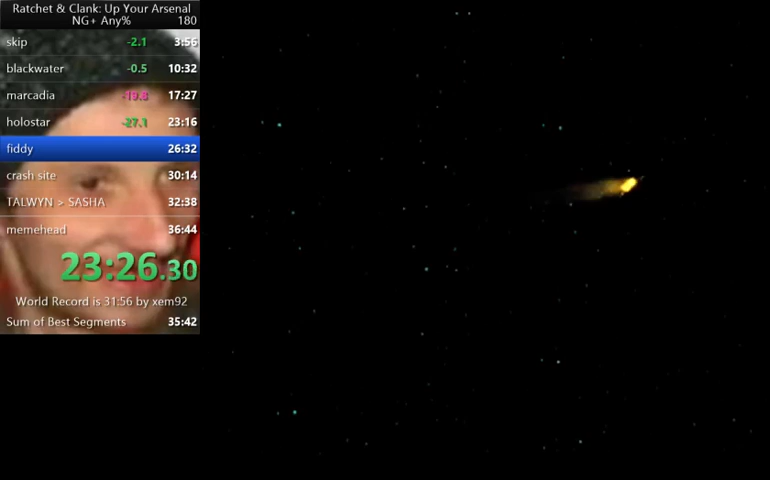 Ratchet & Clank: Up Your Arsenal
NG+ Any% 180
skip -2.1 3:56
blackwater -0.5 10:32
marcadia -19.8 17:27
holostar -27.1 23:16
fiddy 26:32
crash site 30:14
TALWYN > SASHA 32:38
memehead 36:44
23:26.30
World Record is 31:56 by xem92
Sum of Best Segments 35:42